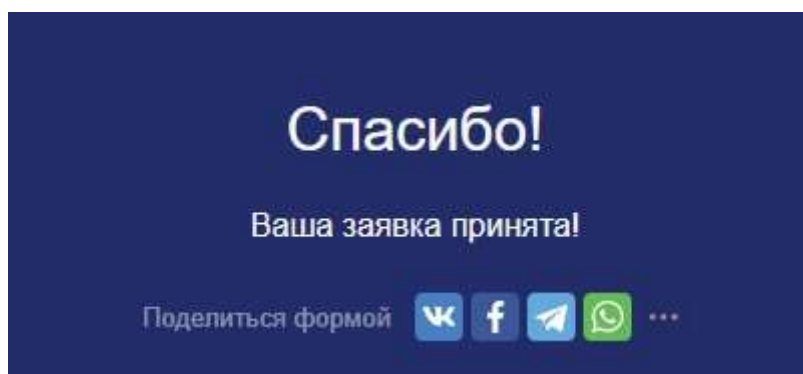 Спасибо!
Ваша заявка принята!
Поделиться формой